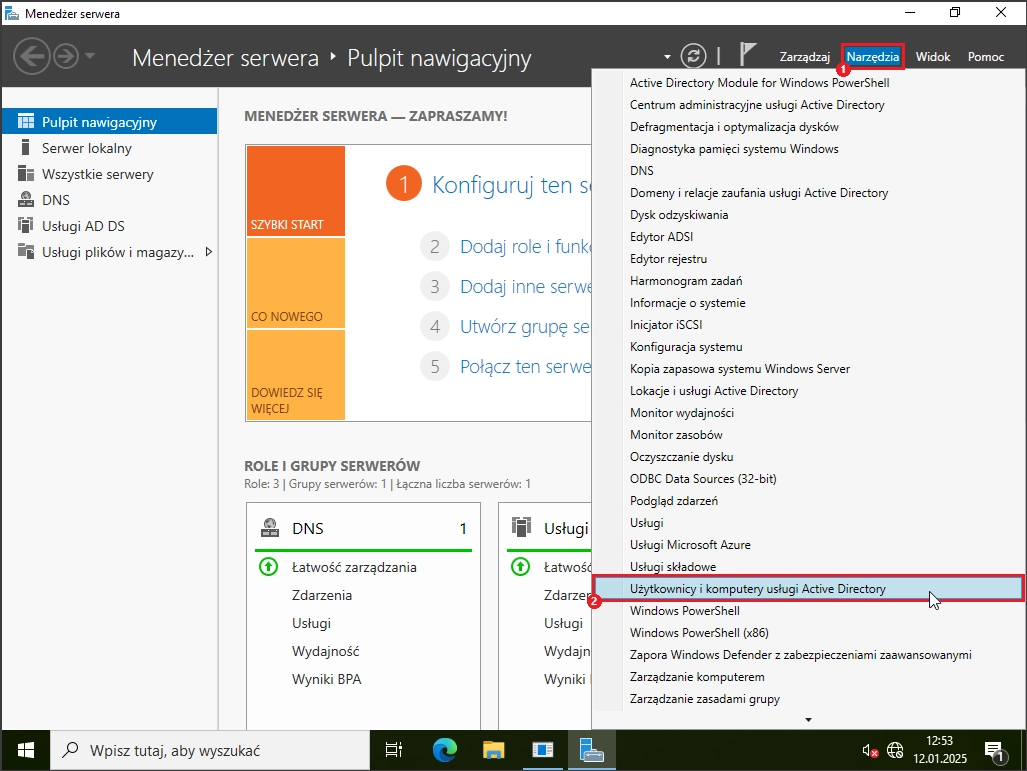 Menedżer serwera
Menedżer serwera
Pulpit nawigacyjny
Zarządzaj
Narzędzia
Widok
Pomoc
1
Pulpit nawigacyjny
Serwer lokalny
Wszystkie serwery
DNS
Usługi AD DS
Usługi plików i magazy...
MENEDŻER SERWERA — ZAPRASZAMY!
SZYBKI START
CO NOWEGO
DOWIEDZ SIĘ
WIĘCEJ
1 Konfiguruj ten se
2 Dodaj role i funkc
3 Dodaj inne serwe
4 Utwórz grupę se
5 Połącz ten serwe
ROLE I GRUPY SERWERÓW
Role: 3 | Grupy serwerów: 1 | Łączna liczba serwerów: 1
DNS 1
Łatwość zarządzania
Zdarzenia
Usługi
Wydajność
Wyniki BPA
Usługi
Łatwość
Zdarzen
Usługi
Wydajn
Wyniki
Active Directory Module for Windows PowerShell
Centrum administracyjne usługi Active Directory
Defragmentacja i optymalizacja dysków
Diagnostyka pamięci systemu Windows
DNS
Domeny i relacje zaufania usługi Active Directory
Dysk odzyskiwania
Edytor ADSI
Edytor rejestru
Harmonogram zadań
Informacje o systemie
Inicjator iSCSI
Konfiguracja systemu
Kopia zapasowa systemu Windows Server
Lokacje i usługi Active Directory
Monitor wydajności
Monitor zasobów
Oczyszczanie dysku
ODBC Data Sources (32-bit)
Podgląd zdarzeń
Usługi
Usługi Microsoft Azure
Usługi składowe
Użytkownicy i komputery usługi Active Directory
2
Windows PowerShell
Windows PowerShell (x86)
Zapora Windows Defender z zabezpieczeniami zaawansowanymi
Zarządzanie komputerem
Zarządzanie zasadami grupy
Wpisz tutaj, aby wyszukać
12:53
12.01.2025
1